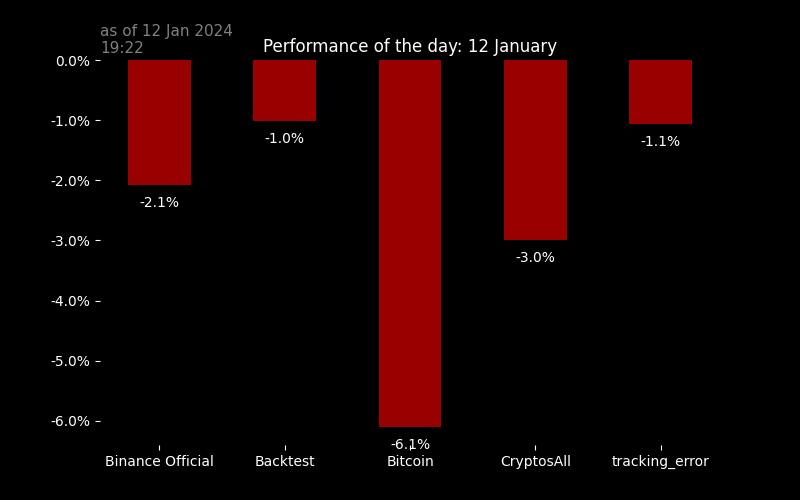 as of 12 Jan 2024
19:22
Performance of the day: 12 January
0.0%
-1.0%
-2.0%
-3.0%
-4.0%
-5.0%
-6.0%
-2.1%
-1.0%
-6.1%
-3.0%
-1.1%
Binance Official
Backtest
Bitcoin
CryptosAll
tracking_error